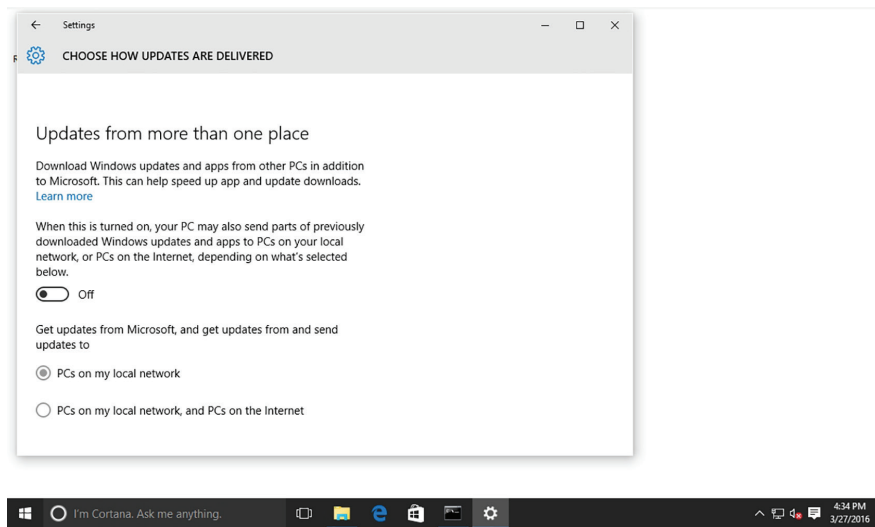 Settings
R
CHOOSE HOW UPDATES ARE DELIVERED
Updates from more than one place
Download Windows updates and apps from other PCs in addition
to Microsoft. This can help speed up app and update downloads.
Learn more
When this is turned on, your PC may also send parts of previously
downloaded Windows updates and apps to PCs on your local
network, or PCs on the Internet, depending on what's selected
below.
Off
Get updates from Microsoft, and get updates from and send
updates to
PCs on my local network
PCs on my local network, and PCs on the Internet
I'm Cortana. Ask me anything.
4:34 PM
3/27/2016